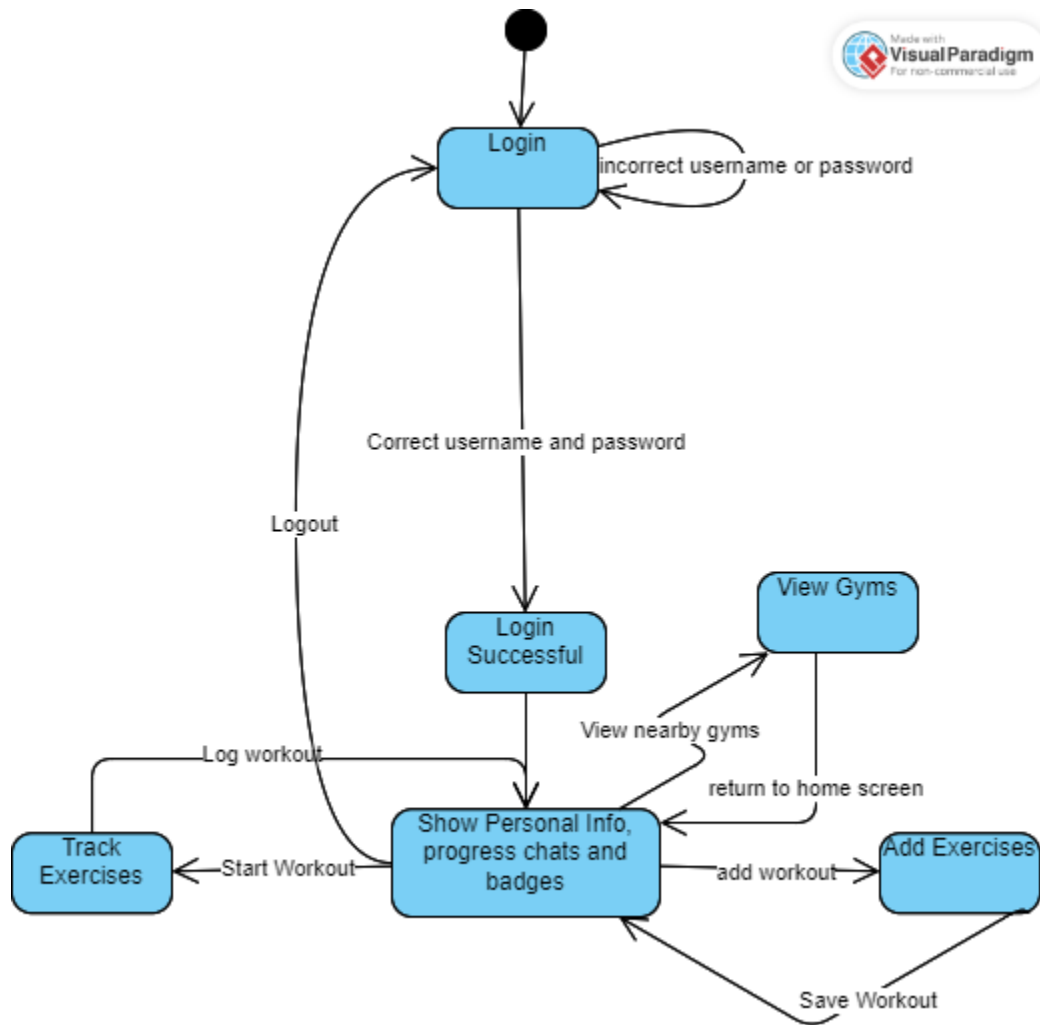 Made with
Visual Paradigm
For non-commercial use
Login
incorrect username or password
Correct username and password
Logout
Login
Successful
View Gyms
View nearby gyms
Log workout
return to home screen
Show Personal Info,
progress chats and
badges
Track
Exercises
Start Workout
add workout
Add Exercises
Save Workout